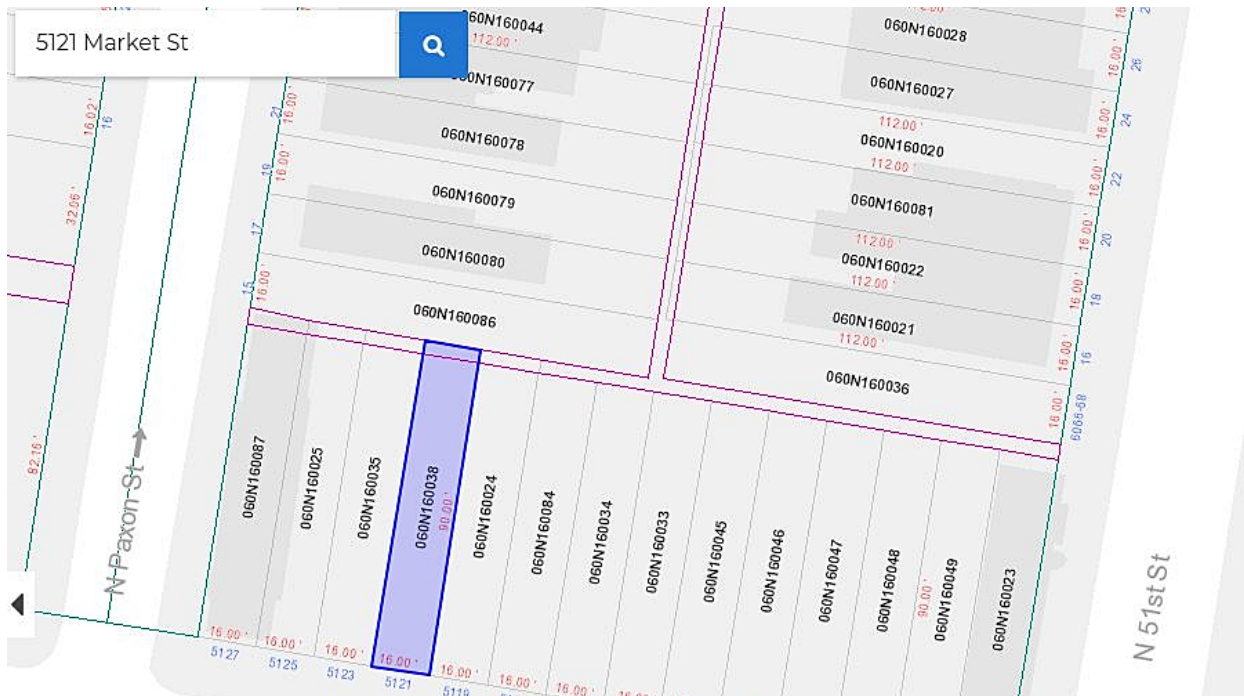 5121 Market St
060N160044
112.00 '
060N160077
16.00 '
21
060N160078
16.00 '
19
060N160079
17
060N160080
16.00 '
15
060N160086
16.02 '
16
32.06 '
82.16 '
N Paxon St
060N160028
16.00 '
26
060N160027
112.00 '
16.00 '
24
060N160020
112.00 '
16.00 '
22
060N160081
112.00 '
16.00 '
20
060N160022
112.00 '
16.00 '
18
060N160021
112.00 '
16.00 '
16
060N160036
16.00 '
6066-68
060N160087
060N160025
060N160035
060N160038
90.00 '
060N160024
060N160084
060N160034
060N160033
060N160045
060N160046
060N160047
060N160048
90.00 '
060N160049
060N160023
N 51st St
16.00 '
16.00 '
16.00 '
16.00 '
16.00 '
16.00 '
16.00 '
5127
5125
5123
5121
5119